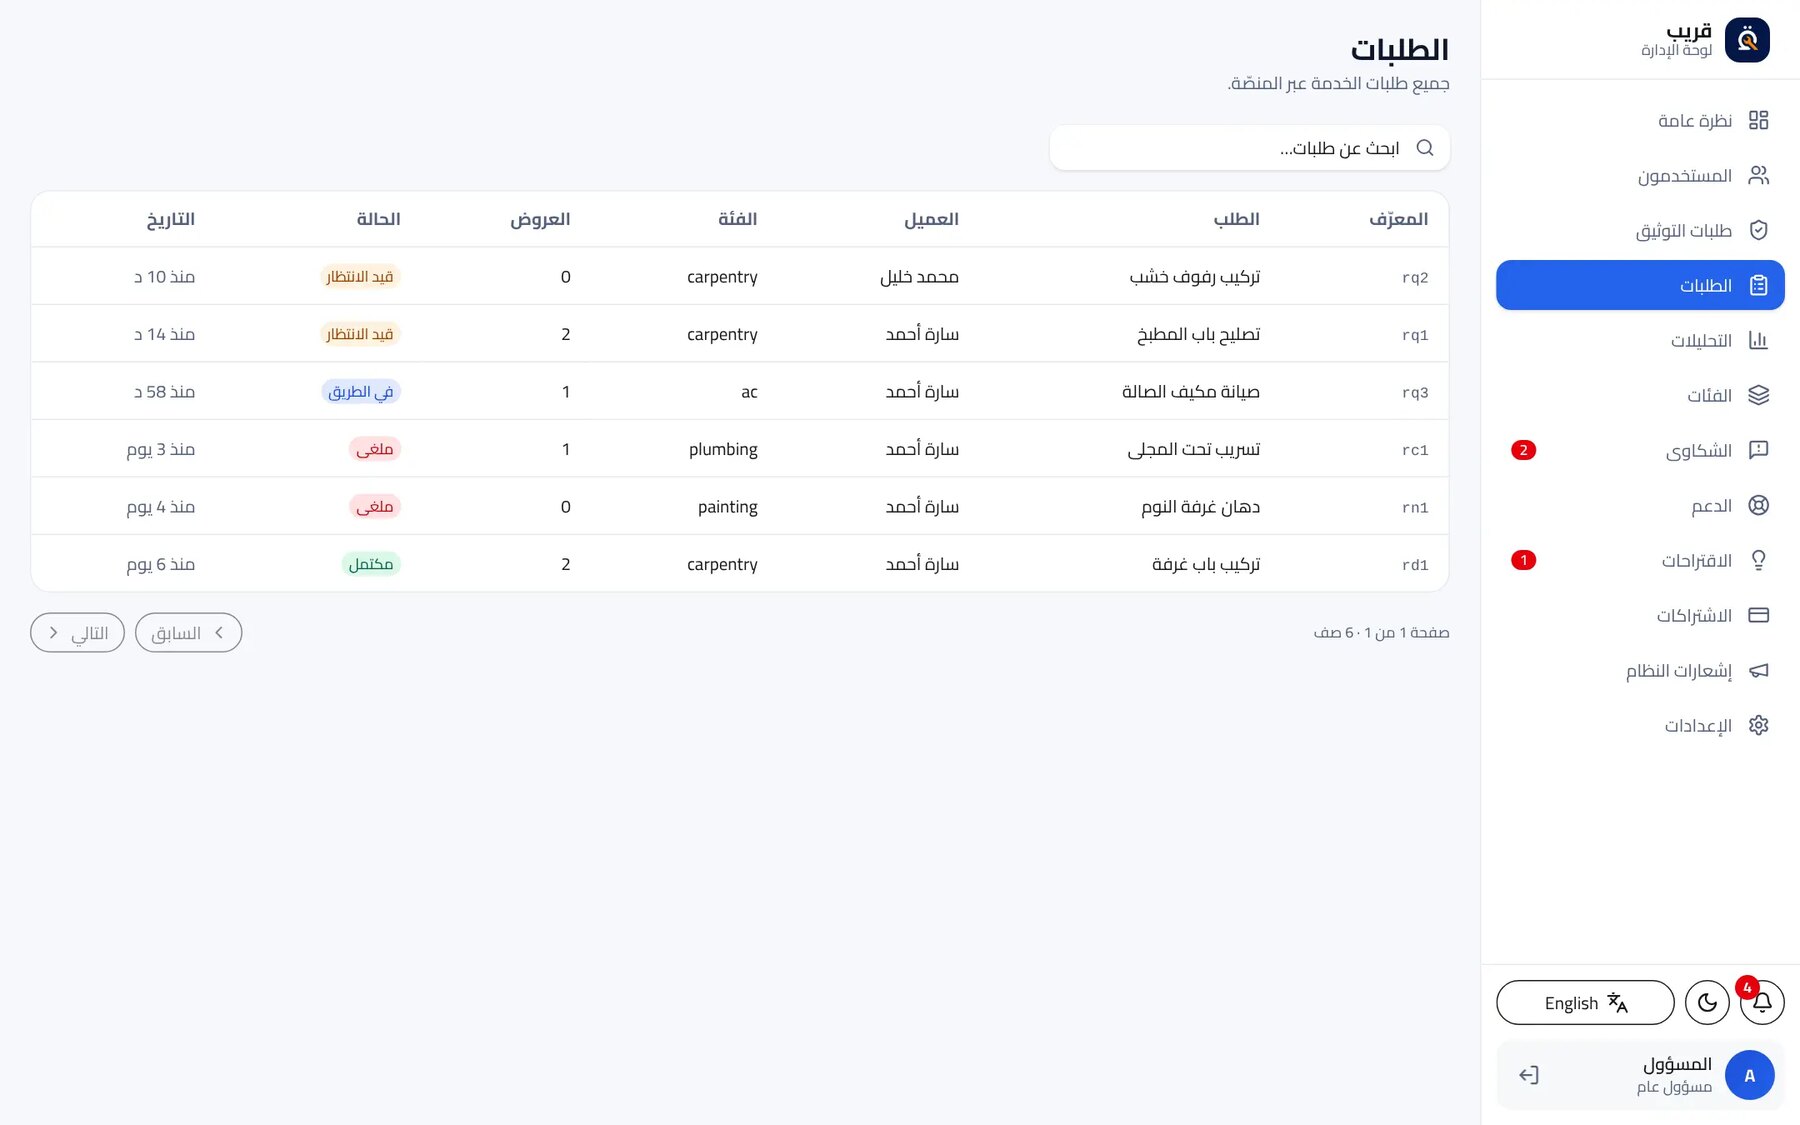 قريب
لوحة الإدارة
نظرة عامة
المستخدمون
طلبات التوثيق
الطلبات
التحليلات
الفئات
الشكاوى 2
الدعم
الاقتراحات 1
الاشتراكات
إشعارات النظام
الإعدادات
4
English
A المسؤول
مسؤول عام
الطلبات
جميع طلبات الخدمة عبر المنصّة.
ابحث عن طلبات...
المعرّف الطلب العميل الفئة العروض الحالة التاريخ
rq2 تركيب رفوف خشب محمد خليل carpentry 0 قيد الانتظار منذ 10 د
rq1 تصليح باب المطبخ سارة أحمد carpentry 2 قيد الانتظار منذ 14 د
rq3 صيانة مكيف الصالة سارة أحمد ac 1 في الطريق منذ 58 د
rc1 تسريب تحت المجلى سارة أحمد plumbing 1 ملغى منذ 3 يوم
rn1 دهان غرفة النوم سارة أحمد painting 0 ملغى منذ 4 يوم
rd1 تركيب باب غرفة سارة أحمد carpentry 2 مكتمل منذ 6 يوم
صفحة 1 من 1 · 6 صف
السابق
التالي